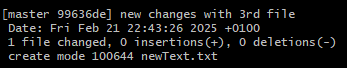 [master 99636de] new changes with 3rd file
Date: Fri Feb 21 22:43:26 2025 +0100
1 file changed, 0 insertions(+), 0 deletions(-)
create mode 100644 newText.txt